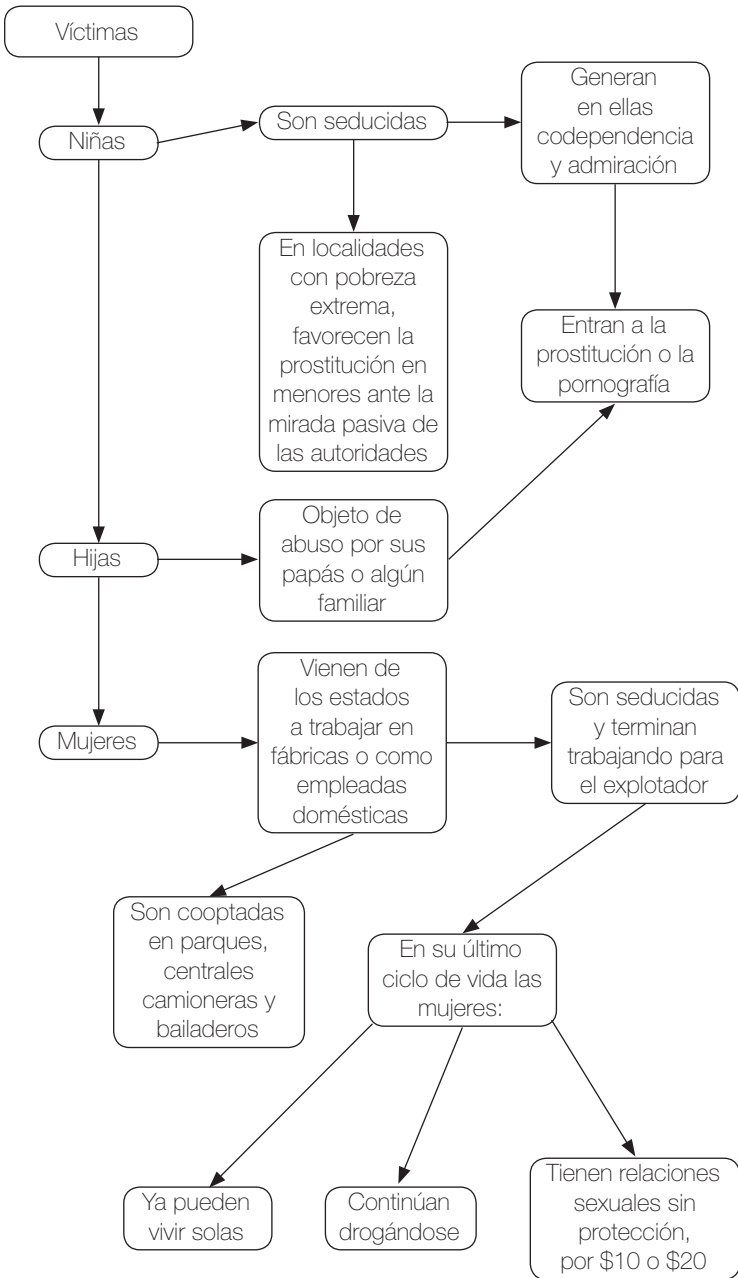 Víctimas
Niñas
Son seducidas
Generan
en ellas
codependencia
y admiración
En localidades
con pobreza
extrema,
favorecen la
prostitución en
menores ante la
mirada pasiva de
las autoridades
Entran a la
prostitución o la
pornografía
Hijas
Objeto de
abuso por sus
papás o algún
familiar
Mujeres
Vienen de
los estados
a trabajar en
fábricas o como
empleadas
domésticas
Son seducidas
y terminan
trabajando para
el explotador
Son cooptadas
en parques,
centrales
camioneras y
bailaderos
En su último
ciclo de vida las
mujeres:
Ya pueden
vivir solas
Continúan
drogándose
Tienen relaciones
sexuales sin
protección,
por $10 o $20